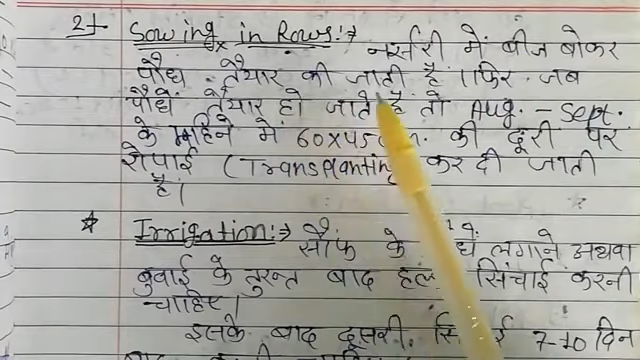 2+ Sowing in Rows:→ नर्सरी में बीज बोकर
पौध तैयार की जाती है । फिर जब
पौधें तैयार हो जाते है तो Aug. - Sept.
के महिने में 60x45 की दूरी पर
रोपाई (Transplanting कर दी जाती
है।
* Irrigation:→ सौंफ के लगाने अथवा
बुवाई के तुरन्त बाद सिंचाई करनी
चाहिए।
इसके बाद दूसरी 7-10 दिन